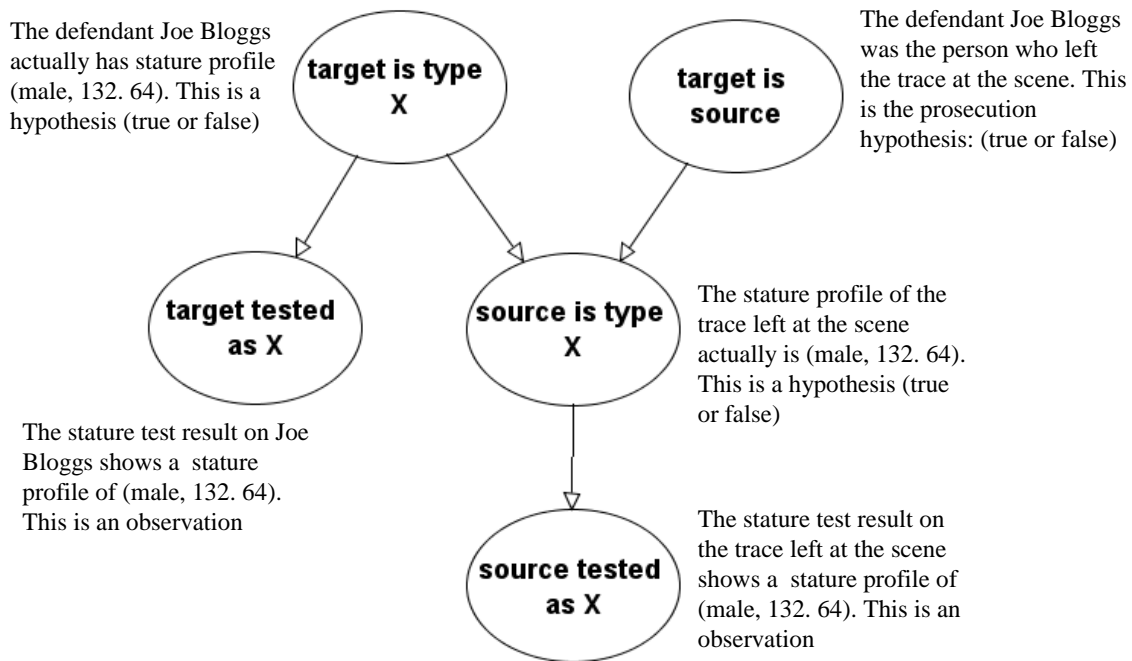 The defendant Joe Bloggs
actually has stature profile
(male, 132. 64). This is a
hypothesis (true or false)
target is type
X
target is
source
The defendant Joe Bloggs
was the person who left
the trace at the scene. This
is the prosecution
hypothesis: (true or false)
target tested
as X
source is type
X
The stature profile of the
trace left at the scene
actually is (male, 132. 64).
This is a hypothesis (true
or false)
The stature test result on Joe
Bloggs shows a stature
profile of (male, 132. 64).
This is an observation
source tested
as X
The stature test result on
the trace left at the scene
shows a stature profile of
(male, 132. 64). This is an
observation